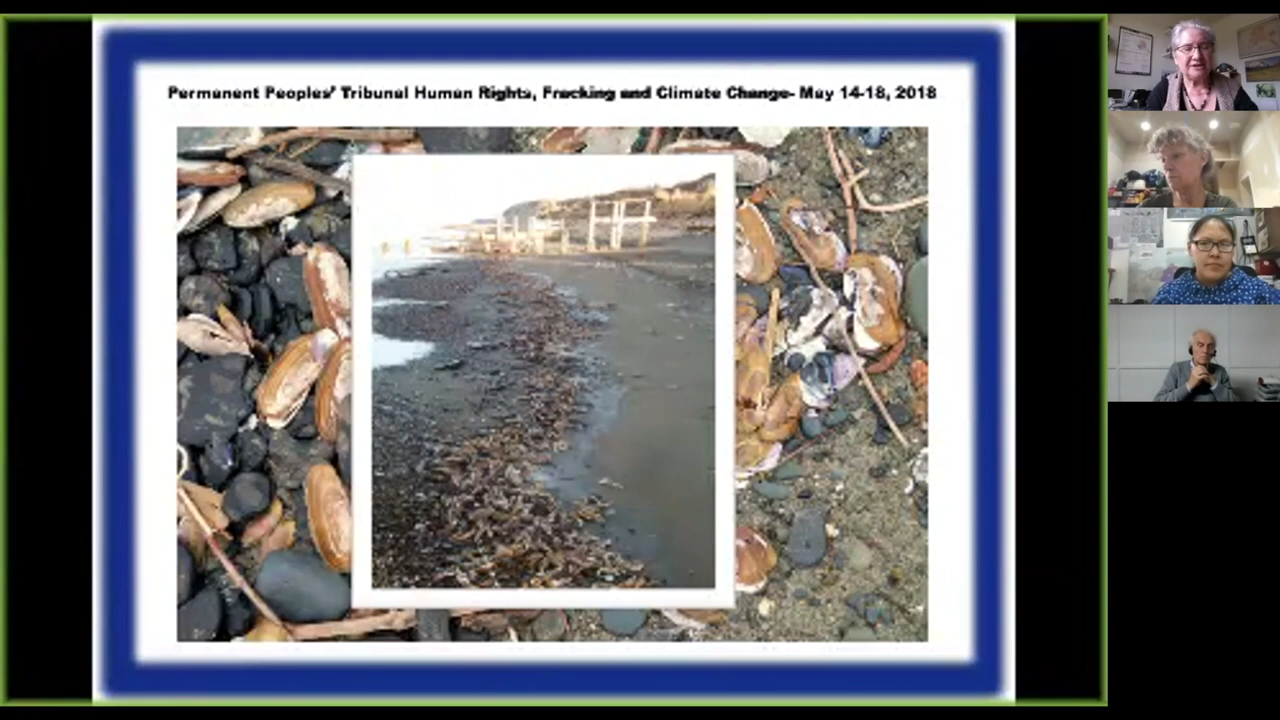 Permanent Peoples' Tribunal Human Rights, Fracking and Climate Change- May 14-18, 2018